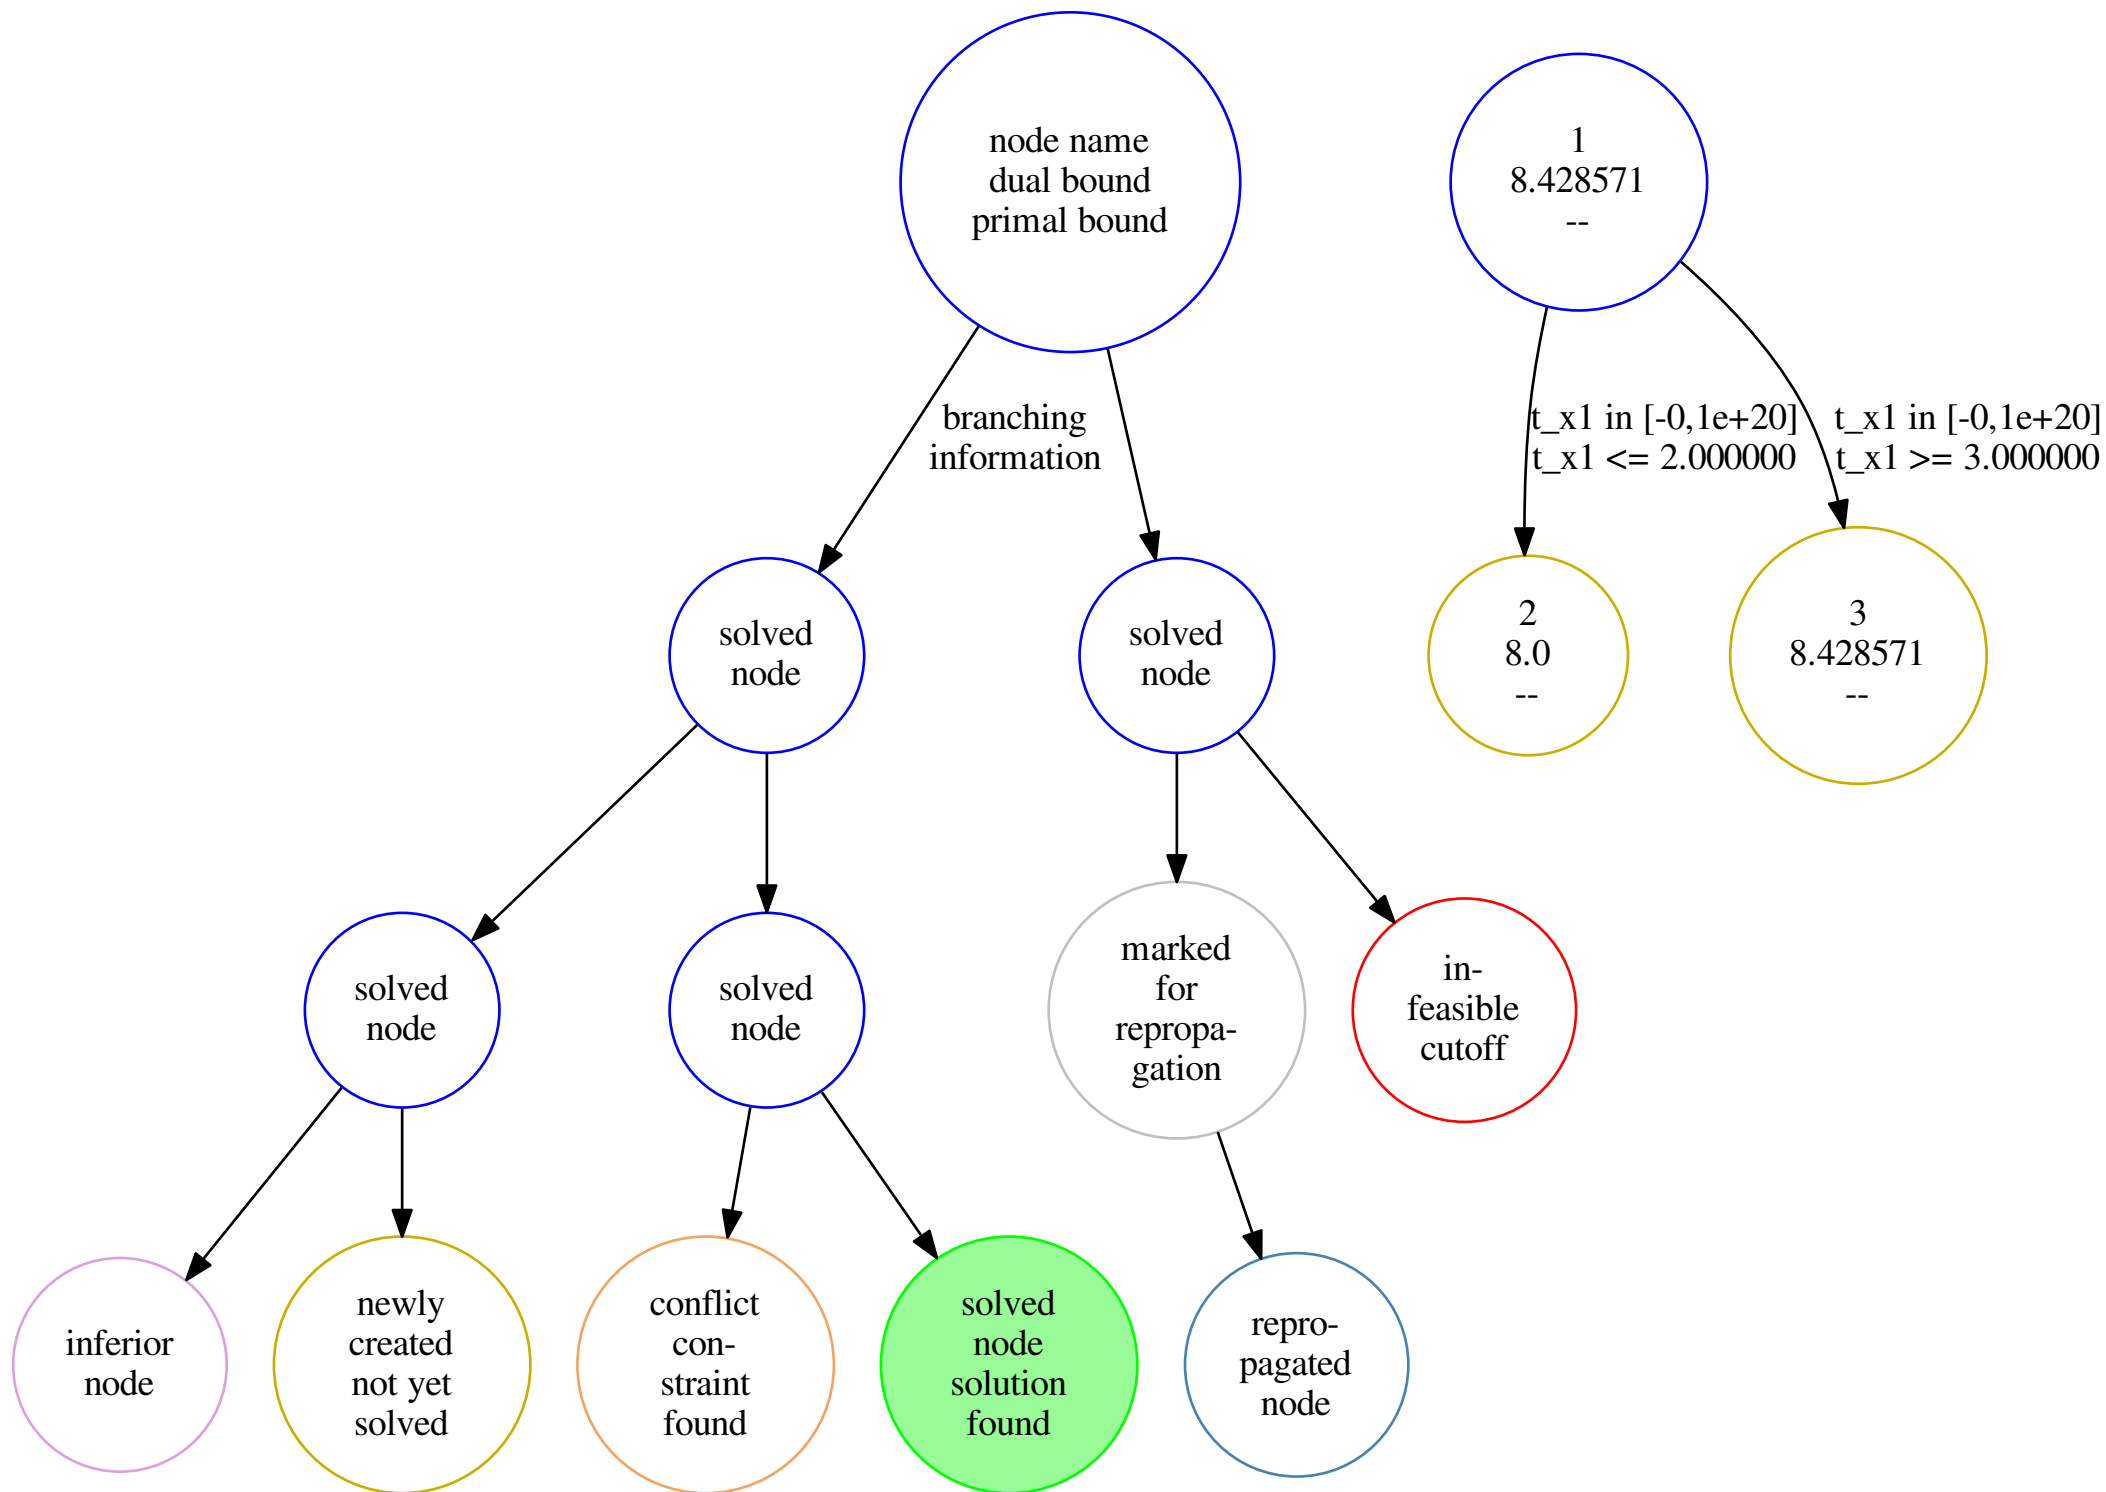 node name
dual bound
primal bound
1
8.428571
--
branching
information
t_x1 in [-0,1e+20]
t_x1 <= 2.000000
t_x1 in [-0,1e+20]
t_x1 >= 3.000000
solved
node
solved
node
2
8.0
--
3
8.428571
--
solved
node
solved
node
marked
for
repropa-
gation
in-
feasible
cutoff
inferior
node
newly
created
not yet
solved
conflict
con-
straint
found
solved
node
solution
found
repro-
pagated
node